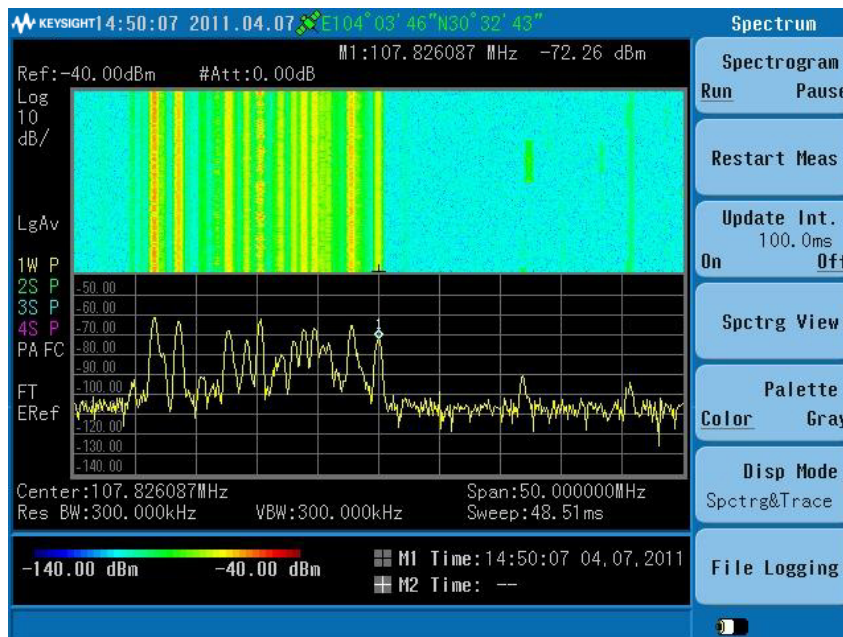 KEYSIGHT 14:50:07 2011.04.07 E104°03'46"N30°32'43"
Spectrum
M1:107.826087 MHz -72.26 dBm
Ref:-40.00dBm #Att:0.00dB
Log
10
dB/
LgAv
1W P
2S P
3S P
4S P
PA FC
FT
ERef
-50.00
-60.00
-70.00
-80.00
-90.00
-100.00
-120.00
-130.00
-140.00
1
Center:107.826087MHz Span:50.000000MHz
Res BW:300.000kHz VBW:300.000kHz Sweep:48.51ms
-140.00 dBm -40.00 dBm
M1 Time:14:50:07 04,07,2011
M2 Time: --
Spectrogram
Run Pause
Restart Meas
Update Int.
100.0ms
On Off
Spctrg View
Palette
Color Gray
Disp Mode
Spctrg&Trace
File Logging